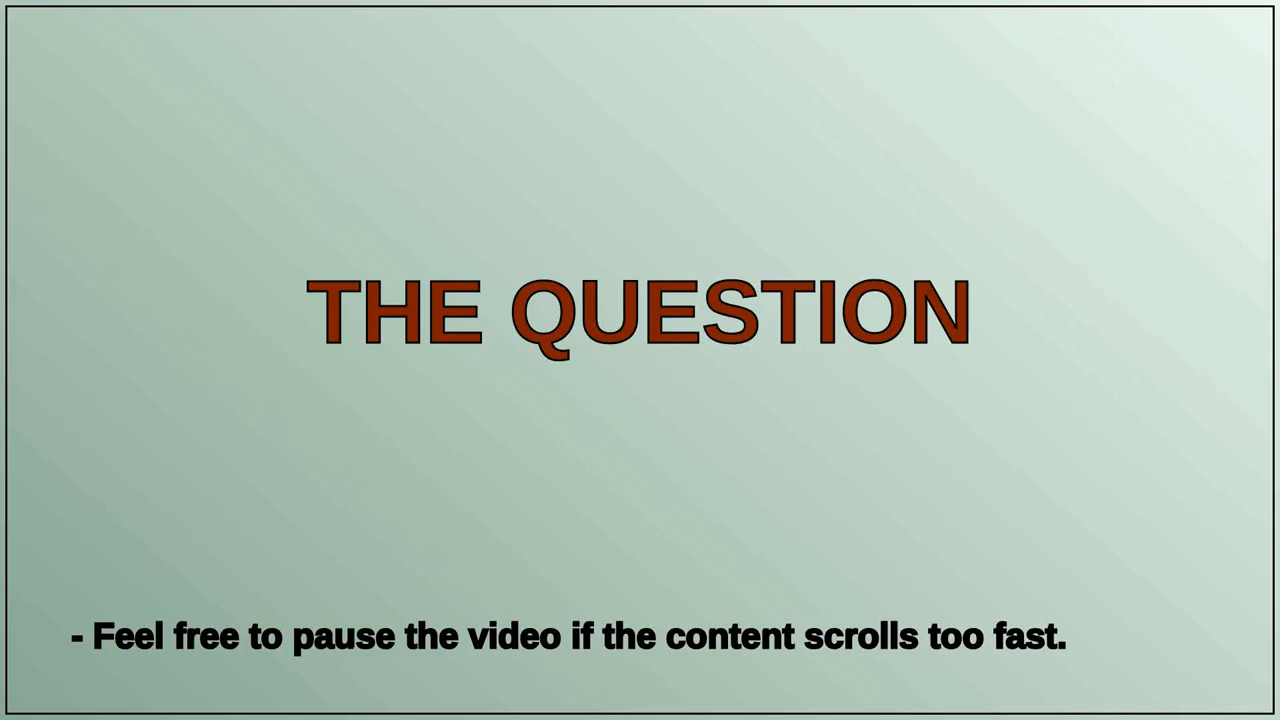 THE QUESTION
- Feel free to pause the video if the content scrolls too fast.